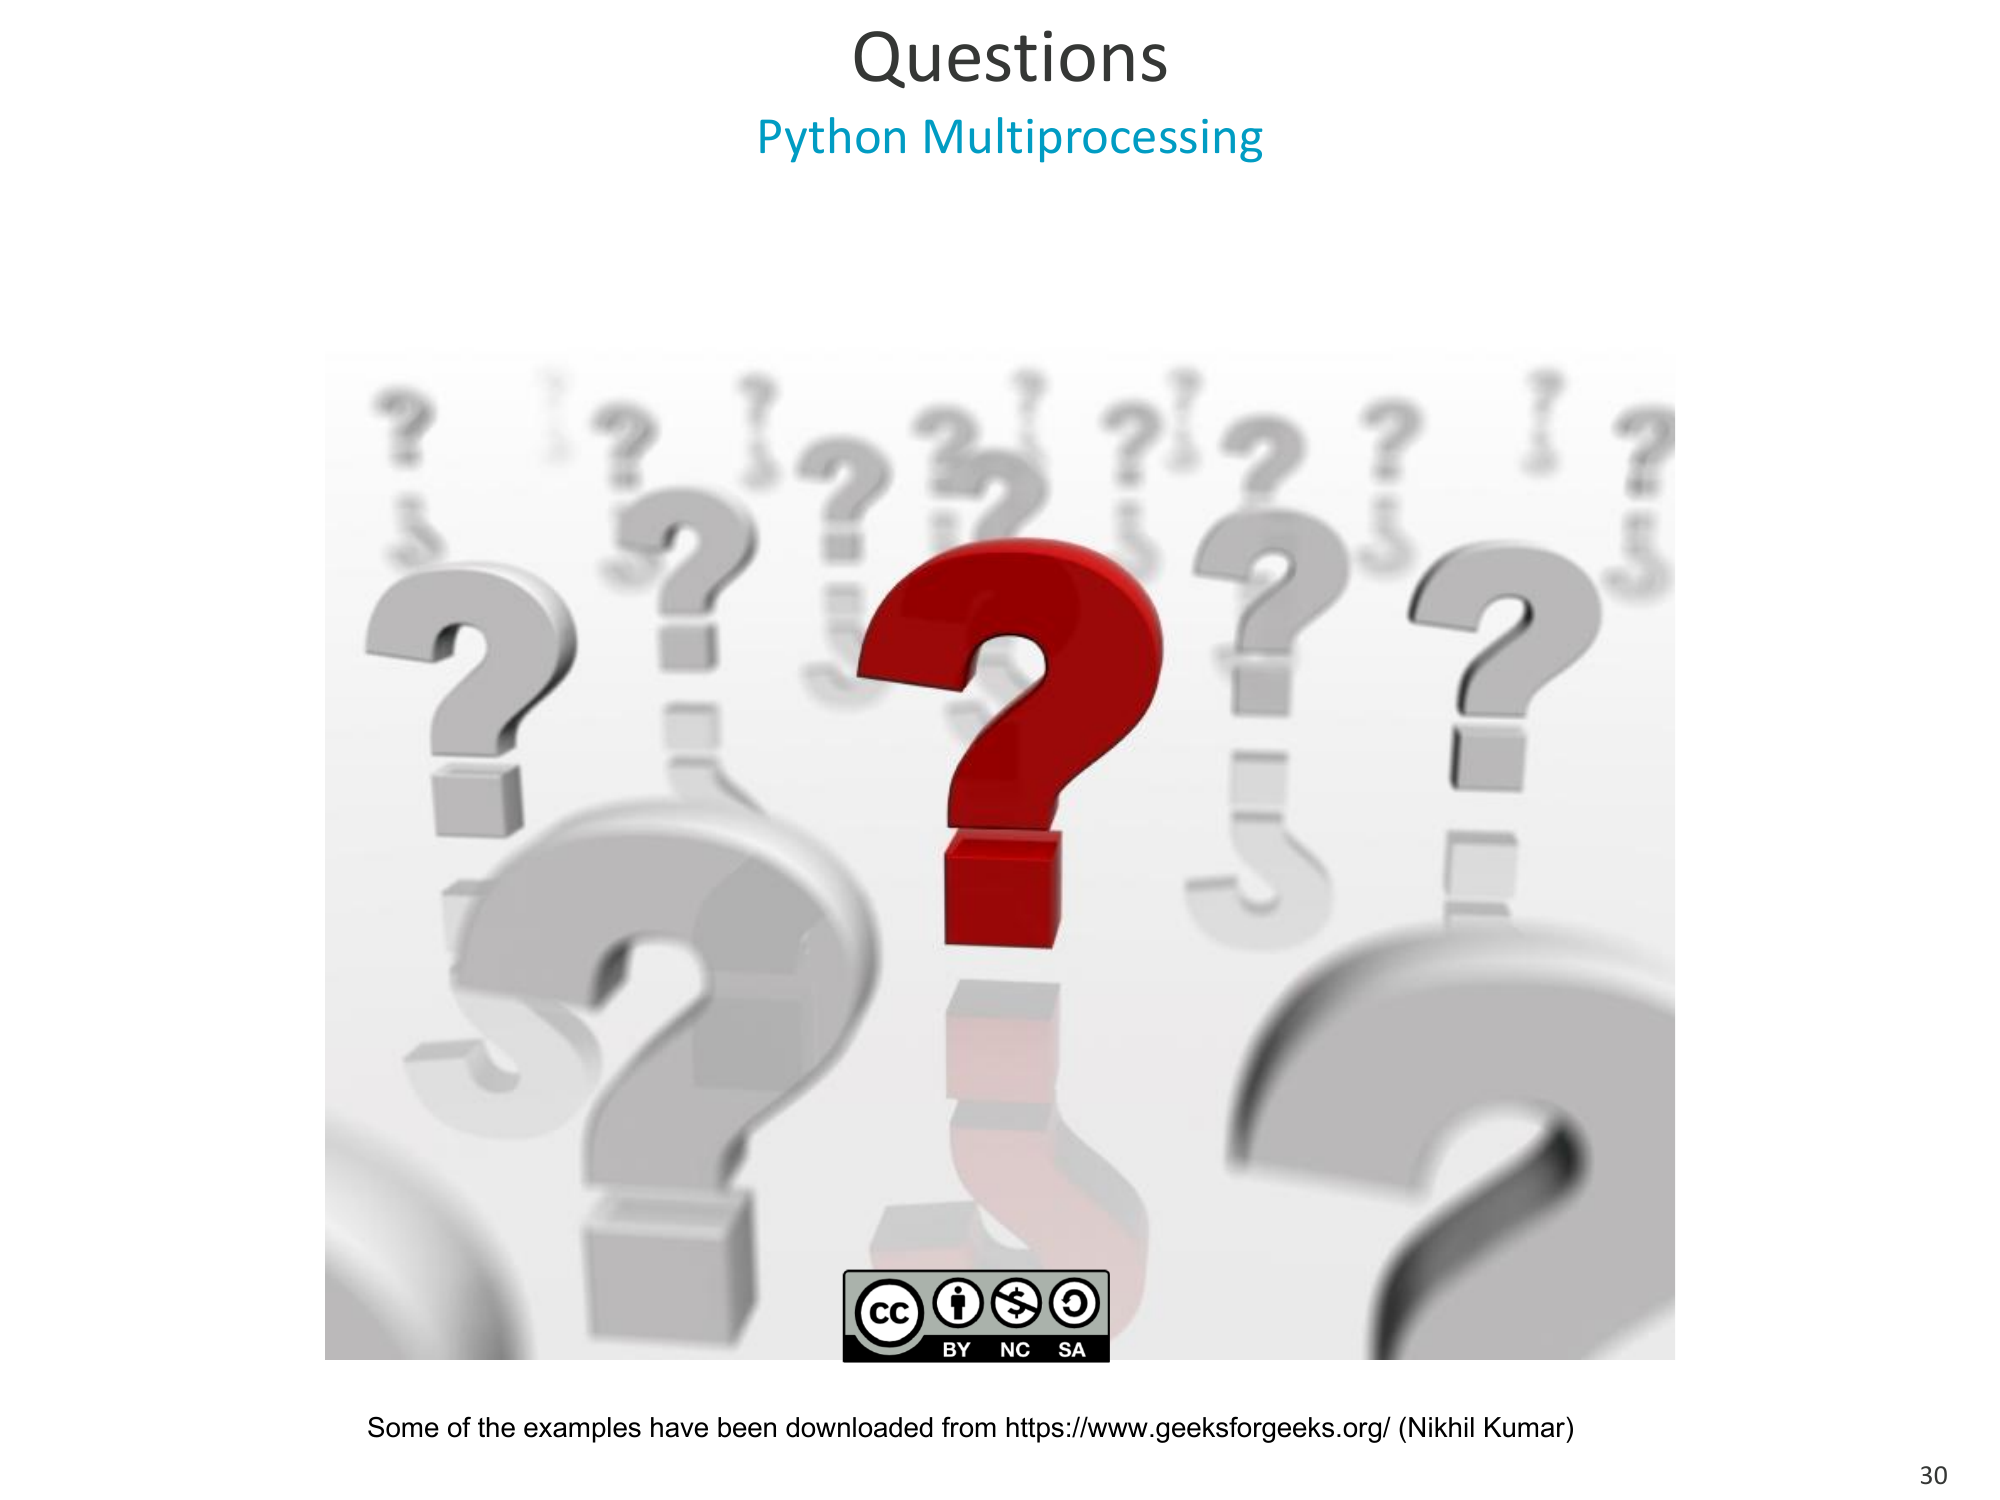 Questions
Python Multiprocessing
cc
BY NC SA
Some of the examples have been downloaded from https://www.geeksforgeeks.org/ (Nikhil Kumar)
30